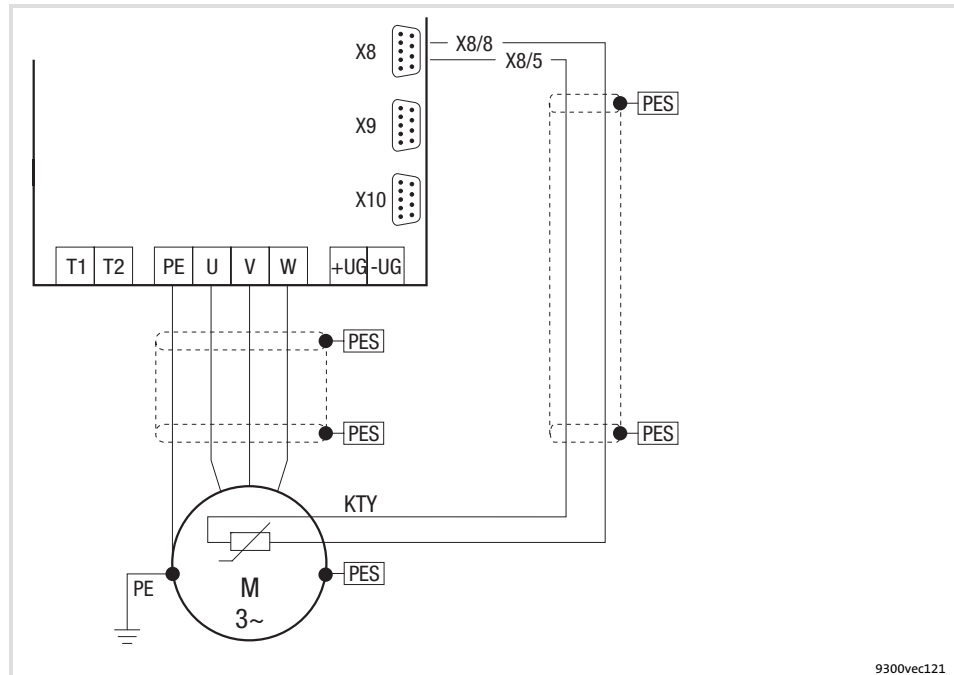 X8
X8/8
X8/5
PES
X9
X10
T1 T2 PE U V W +UG -UG
PES
PES
PES
KTY
PES
PE
M
3~
9300vec121